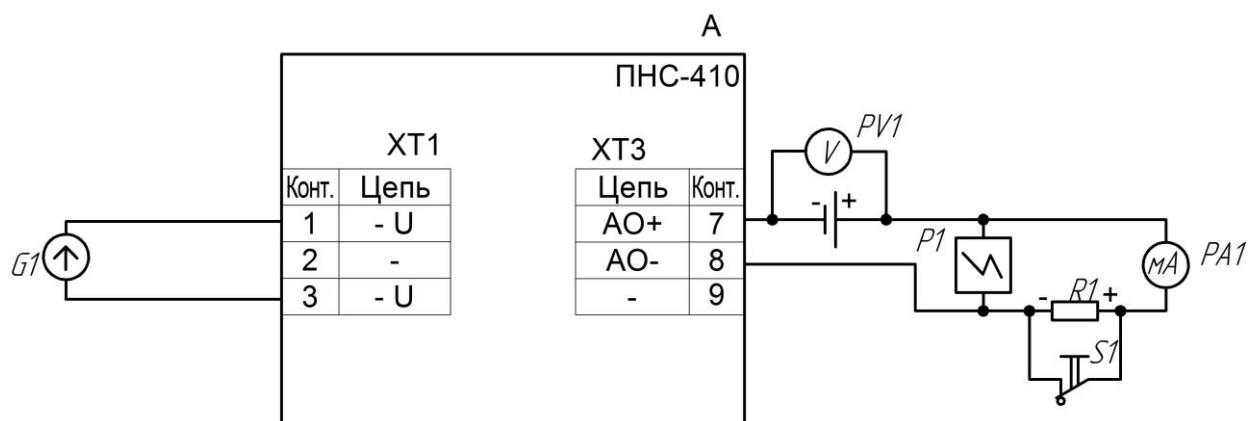 А
ПНС-410
PV1
V
XT1
XT3
Конт.
Цепь
Цепь
Конт.
- +
1
- U
AO+
7
G1
2
-
AO-
8
P1
мА
PA1
3
- U
-
9
- R1 +
S1